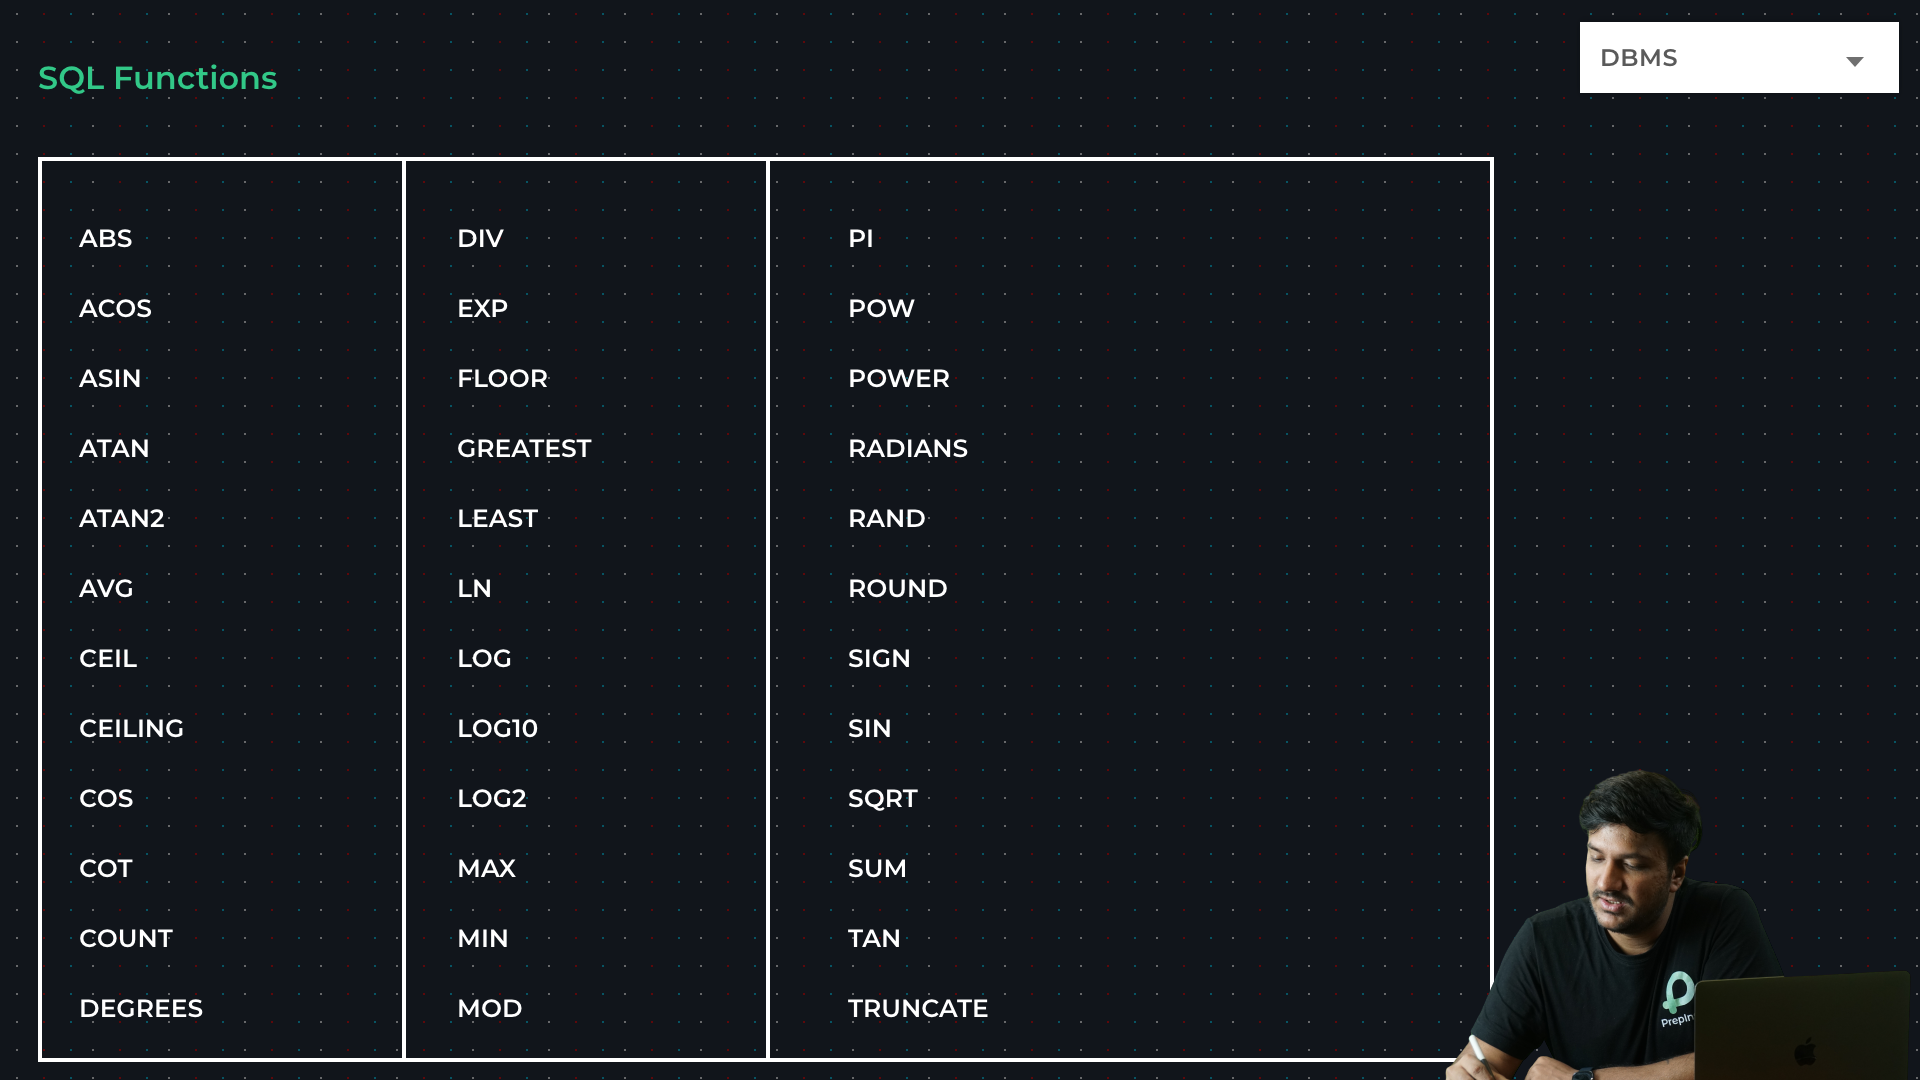 DBMS
SQL Functions
ABS
ACOS
ASIN
ATAN
ATAN2
AVG
CEIL
CEILING
COS
COT
COUNT
DEGREES
DIV
EXP
FLOOR
GREATEST
LEAST
LN
LOG
LOG10
LOG2
MAX
MIN
MOD
PI
POW
POWER
RADIANS
RAND
ROUND
SIGN
SIN
SQRT
SUM
TAN
TRUNCATE